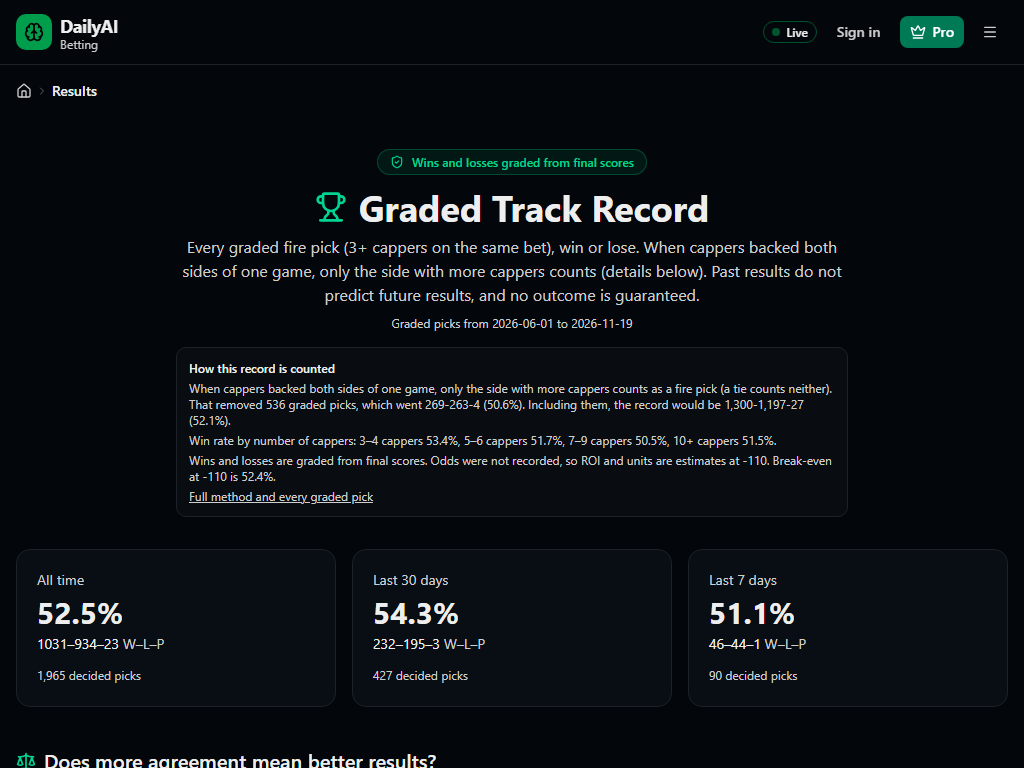 DailyAI
Betting
Live
Sign in
Pro
Results
Wins and losses graded from final scores
Graded Track Record
Every graded fire pick (3+ cappers on the same bet), win or lose. When cappers backed both
sides of one game, only the side with more cappers counts (details below). Past results do not
predict future results, and no outcome is guaranteed.
Graded picks from 2026-06-01 to 2026-11-19
How this record is counted
When cappers backed both sides of one game, only the side with more cappers counts as a fire pick (a tie counts neither).
That removed 536 graded picks, which went 269-263-4 (50.6%). Including them, the record would be 1,300-1,197-27
(52.1%).
Win rate by number of cappers: 3–4 cappers 53.4%, 5–6 cappers 51.7%, 7–9 cappers 50.5%, 10+ cappers 51.5%.
Wins and losses are graded from final scores. Odds were not recorded, so ROI and units are estimates at -110. Break-even
at -110 is 52.4%.
Full method and every graded pick
All time
52.5%
1031–934–23 W–L–P
1,965 decided picks
Last 30 days
54.3%
232–195–3 W–L–P
427 decided picks
Last 7 days
51.1%
46–44–1 W–L–P
90 decided picks
Does more agreement mean better results?